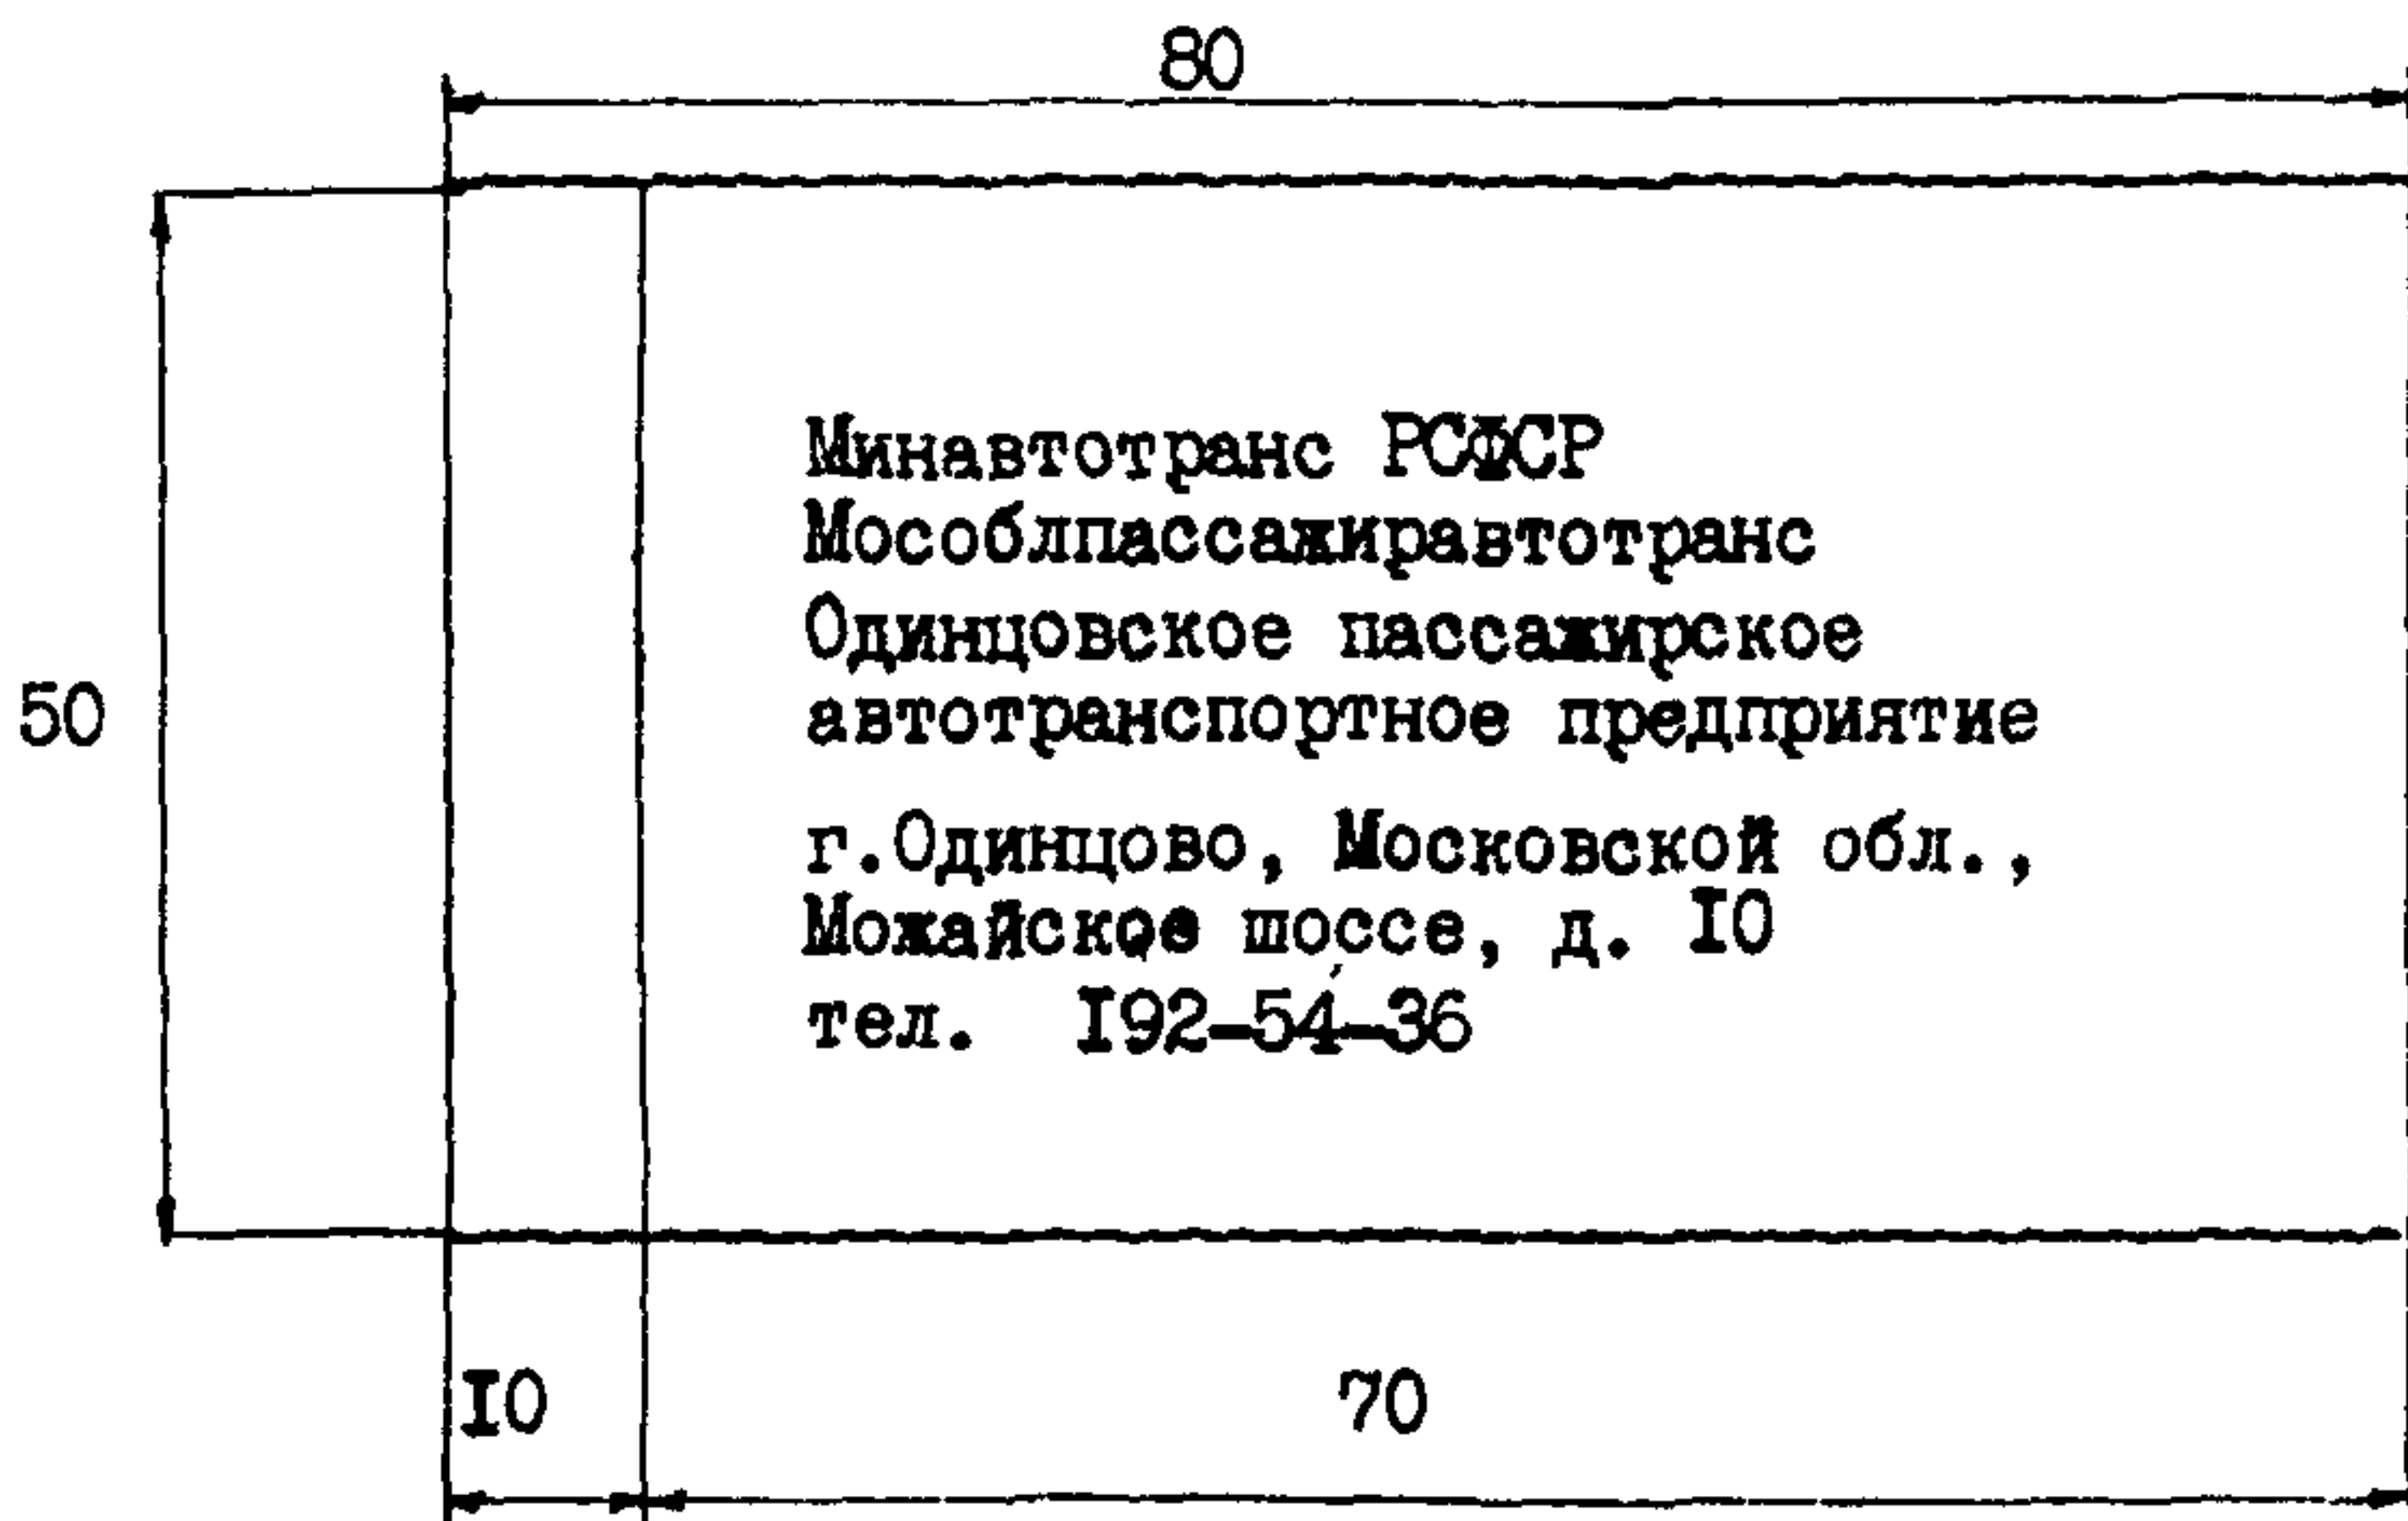 80
Минавтотранс РСФСР
Мособлпассажиравтотранс
Одинцовское пассажирское
50
автотранспортное предприятие
г.Одинцово, Московской обл.,
Можайское шоссе, д. 10
тел. 192-54-36
10
70